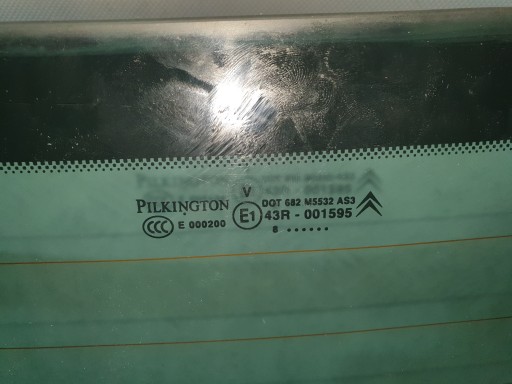 V
PILKINGTON
DOT 682 M5532 AS3
E1
43R - 001595
CCC
E 000200
8 ......